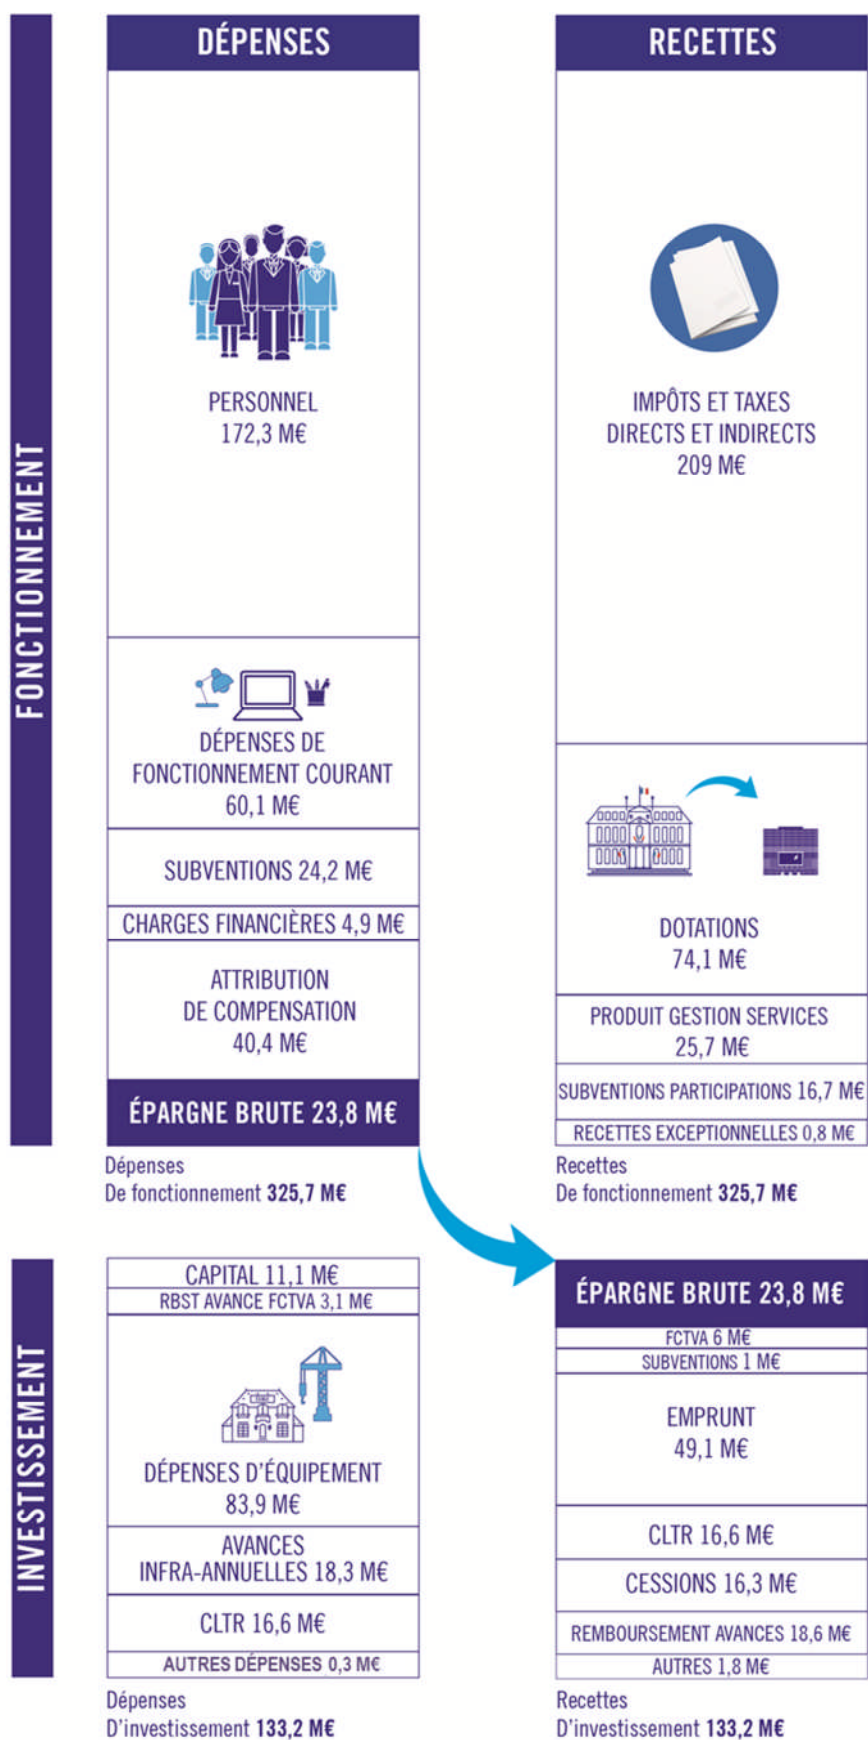 FONCTIONNEMENT
DÉPENSES
PERSONNEL
172,3 M€
DÉPENSES DE
FONCTIONNEMENT COURANT
60,1 M€
SUBVENTIONS 24,2 M€
CHARGES FINANCIÈRES 4,9 M€
ATTRIBUTION
DE COMPENSATION
40,4 M€
ÉPARGNE BRUTE 23,8 M€
Dépenses
De fonctionnement 325,7 M€
RECETTES
IMPÔTS ET TAXES
DIRECTS ET INDIRECTS
209 M€
DOTATIONS
74,1 M€
PRODUIT GESTION SERVICES
25,7 M€
SUBVENTIONS PARTICIPATIONS 16,7 M€
RECETTES EXCEPTIONNELLES 0,8 M€
Recettes
De fonctionnement 325,7 M€
INVESTISSEMENT
CAPITAL 11,1 M€
RBST AVANCE FCTVA 3,1 M€
DÉPENSES D'ÉQUIPEMENT
83,9 M€
AVANCES
INFRA-ANNUELLES 18,3 M€
CLTR 16,6 M€
AUTRES DÉPENSES 0,3 M€
Dépenses
D'investissement 133,2 M€
ÉPARGNE BRUTE 23,8 M€
FCTVA 6 M€
SUBVENTIONS 1 M€
EMPRUNT
49,1 M€
CLTR 16,6 M€
CESSIONS 16,3 M€
REMBOURSEMENT AVANCES 18,6 M€
AUTRES 1,8 M€
Recettes
D'investissement 133,2 M€